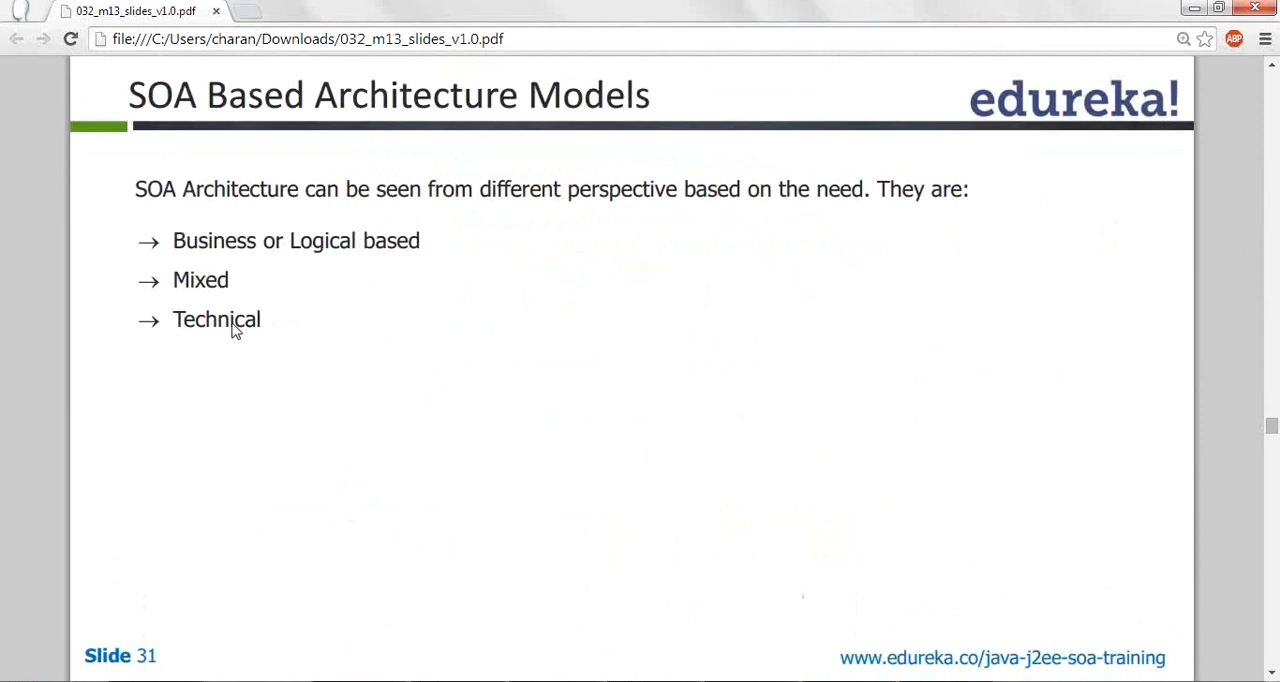 032_m13_slides_v1.0.pdf
file:///C:/Users/charan/Downloads/032_m13_slides_v1.0.pdf
ABP
SOA Based Architecture Models
edureka!
SOA Architecture can be seen from different perspective based on the need. They are:
→ Business or Logical based
→ Mixed
→ Technical
Slide 31
www.edureka.co/java-j2ee-soa-training